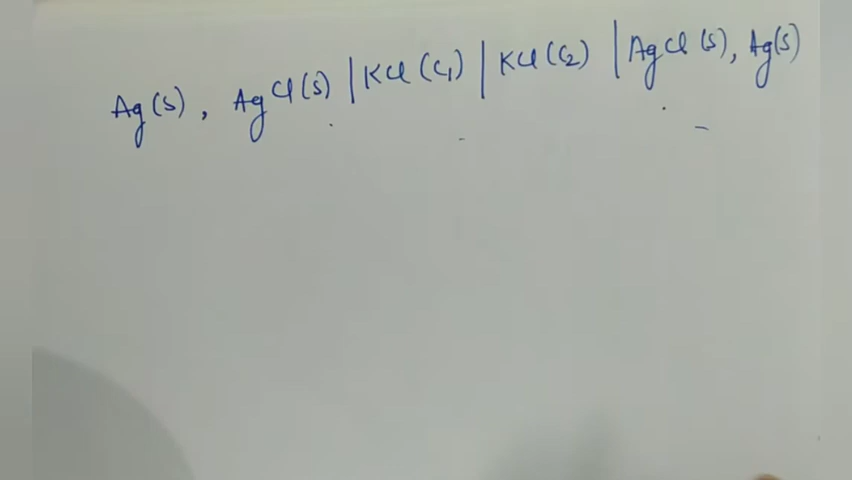 Ag(s), AgCl(s) | KCl (C₁) | KCl (C₂) | AgCl (s), Ag(s)